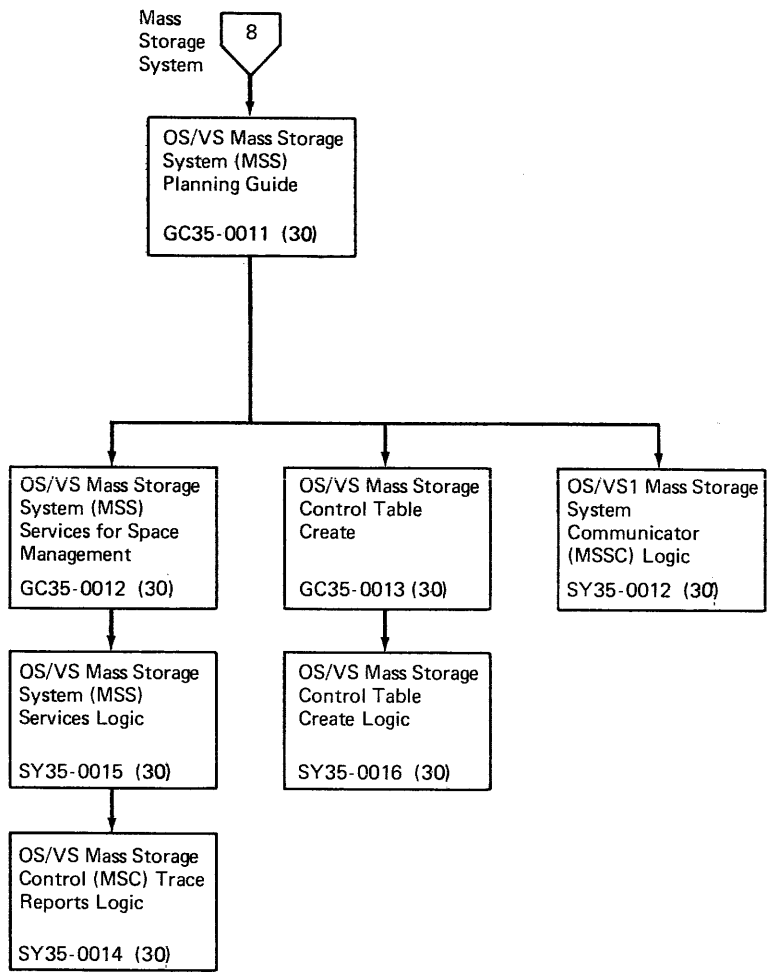 Mass
Storage
System
8
OS/VS Mass Storage
System (MSS)
Planning Guide
GC35-0011 (30)
OS/VS Mass Storage
System (MSS)
Services for Space
Management
GC35-0012 (30)
OS/VS Mass Storage
Control Table
Create
GC35-0013 (30)
OS/VS1 Mass Storage
System
Communicator
(MSSC) Logic
SY35-0012 (30)
OS/VS Mass Storage
System (MSS)
Services Logic
SY35-0015 (30)
OS/VS Mass Storage
Control Table
Create Logic
SY35-0016 (30)
OS/VS Mass Storage
Control (MSC) Trace
Reports Logic
SY35-0014 (30)